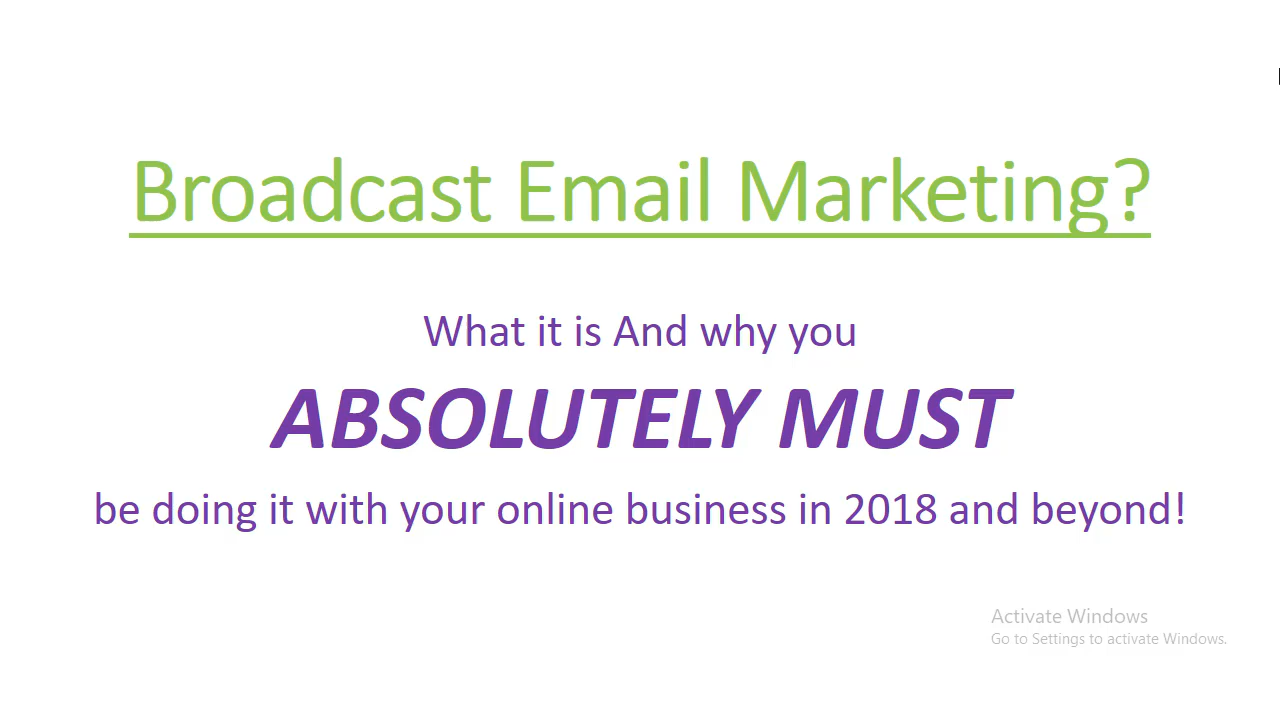 Broadcast Email Marketing?
What it is And why you
ABSOLUTELY MUST
be doing it with your online business in 2018 and beyond!
Activate Windows
Go to Settings to activate Windows.